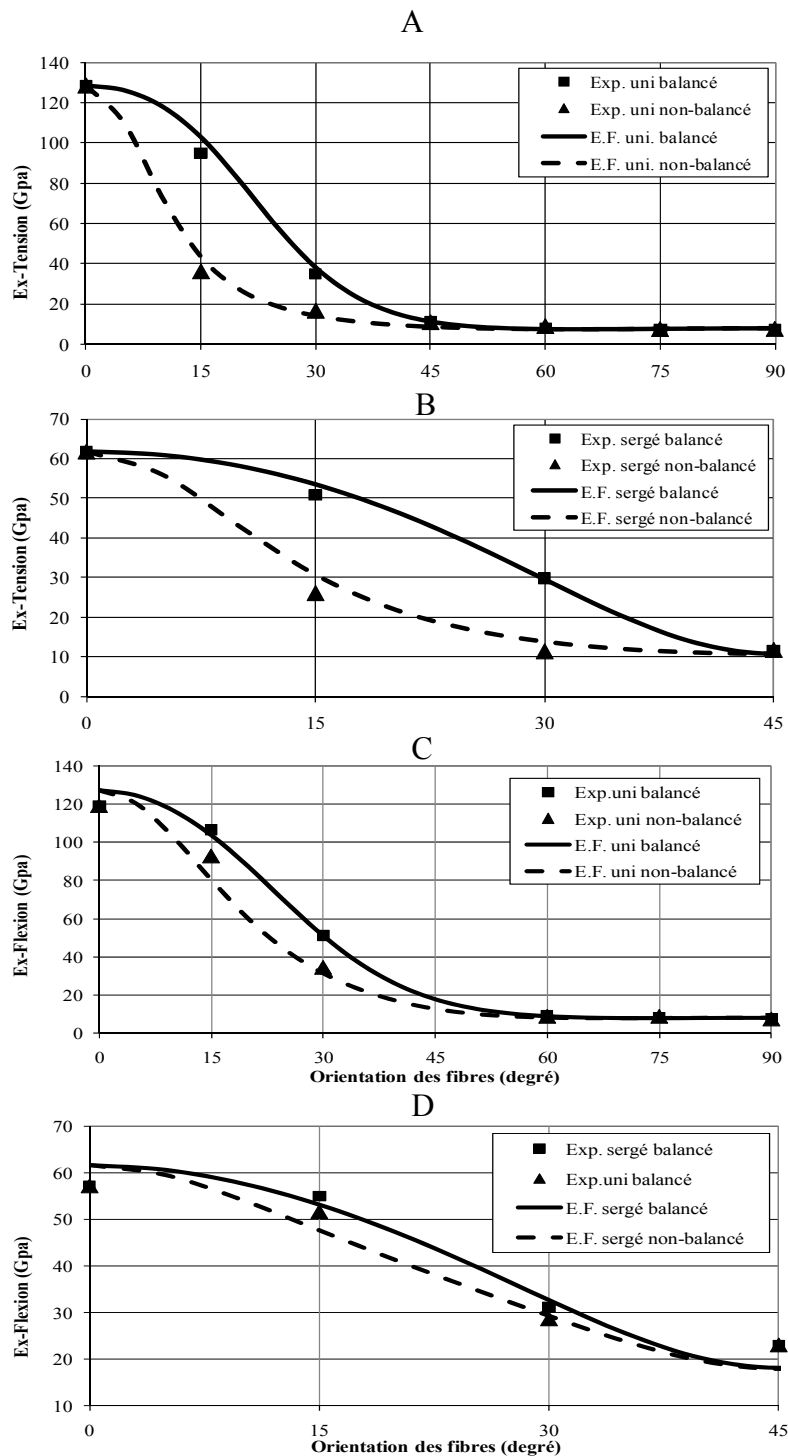 A
Ex-Tension (Gpa)
140
120
100
80
60
40
20
0
Exp. uni balancé
Exp. uni non-balancé
E.F. uni. balancé
E.F. uni. non-balancé
0 15 30 45 60 75 90
B
Ex-Tension (Gpa)
70
60
50
40
30
20
10
0
Exp. sergé balancé
Exp. sergé non-balancé
E.F. sergé balancé
E.F. sergé non-balancé
0 15 30 45
C
Ex-Flexion (Gpa)
140
120
100
80
60
40
20
0
Exp.uni balancé
Exp. uni non-balancé
E.F. uni balancé
E.F. uni non-balancé
0 15 30 45 60 75 90
Orientation des fibres (degré)
D
Ex-Flexion (Gpa)
70
60
50
40
30
20
10
Exp. sergé balancé
Exp.uni balancé
E.F. sergé balancé
E.F. sergé non-balancé
0 15 30 45
Orientation des fibres (degré)